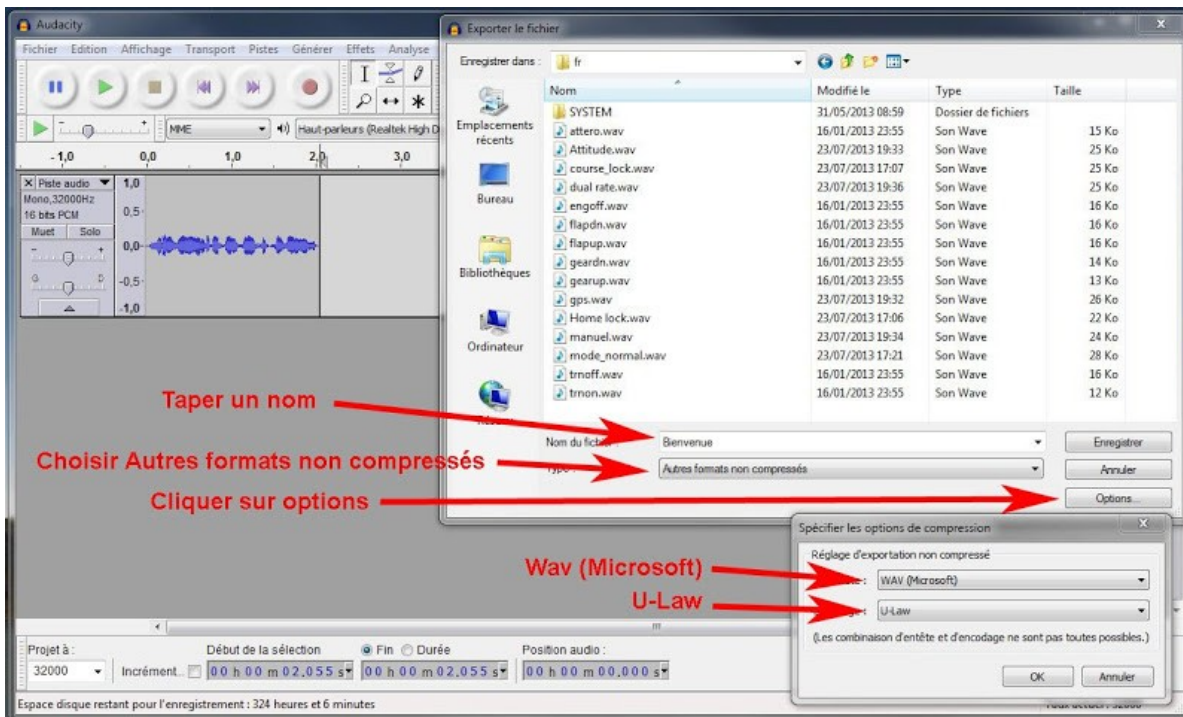 Audacity
Fichier Edition Affichage Transport Pistes Générer Effets Analyse
MME
Haut-parleurs (Realtek High D
- 1,0 0,0 1,0 2,0 3,0
Piste audio
Mono,32000Hz
16 bits PCM
Muet Solo
- +
G D
1,0
0,5
0,0
-0,5
-1,0
Exporter le fichier
Enregistrer dans : fr
Emplacements
récents
Bureau
Bibliothèques
Ordinateur
Nom Modifié le Type Taille
SYSTEM 31/05/2013 08:59 Dossier de fichiers
attero.wav 16/01/2013 23:55 Son Wave 15 Ko
Attitude.wav 23/07/2013 19:33 Son Wave 25 Ko
course_lock.wav 23/07/2013 17:07 Son Wave 25 Ko
dual rate.wav 23/07/2013 19:36 Son Wave 25 Ko
engoff.wav 16/01/2013 23:55 Son Wave 16 Ko
flapdn.wav 16/01/2013 23:55 Son Wave 16 Ko
flapup.wav 16/01/2013 23:55 Son Wave 16 Ko
geardn.wav 16/01/2013 23:55 Son Wave 14 Ko
gearup.wav 16/01/2013 23:55 Son Wave 13 Ko
gps.wav 23/07/2013 19:32 Son Wave 26 Ko
Home lock.wav 23/07/2013 17:06 Son Wave 22 Ko
manuel.wav 23/07/2013 19:34 Son Wave 24 Ko
mode_normal.wav 23/07/2013 17:21 Son Wave 28 Ko
trnoff.wav 16/01/2013 23:55 Son Wave 16 Ko
trnon.wav 16/01/2013 23:55 Son Wave 12 Ko
Taper un nom
Nom du fichier : Bienvenue Enregistrer
Choisir Autres formats non compressés
Type : Autres formats non compressés Annuler
Cliquer sur options
Options...
Spécifier les options de compression
Réglage d'exportation non compressé
Wav (Microsoft)
WAV (Microsoft)
U-Law
U-Law
(Les combinaison d'entête et d'encodage ne sont pas toutes possibles.)
OK Annuler
Projet à : Début de la sélection Fin Durée Position audio :
32000 Incrément... 00 h 00 m 02,055 s 00 h 00 m 02,055 s 00 h 00 m 00,000 s
Espace disque restant pour l'enregistrement : 324 heures et 6 minutes